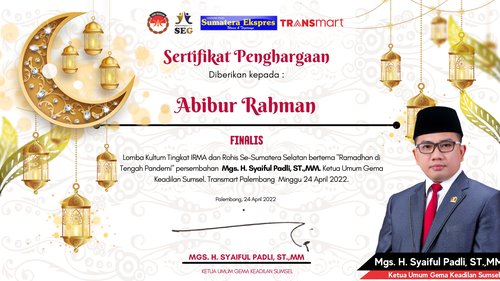 SEG
Sumatera Ekspres
TRANSmart
Sertifikat Penghargaan
Diberikan kepada :
Abibur Rahman
FINALIS
Lomba Kultum Tingkat IRMA dan Rohis Se-Sumatera Selatan bertema "Ramadhan di
Tengah Pandemi" persembahan Mgs. H. Syaiful Padli, ST.,MM. Ketua Umum Gema
Keadilan Sumsel. Transmart Palembang Minggu 24 April 2022.
Palembang, 24 April 2022
MGS. H. SYAIFUL PADLI, ST.,MM
KETUA UMUM GEMA KEADILAN SUMSEL
Mgs. H. Syaiful Padli, ST.,MM
Ketua Umum Gema Keadilan Sumsel